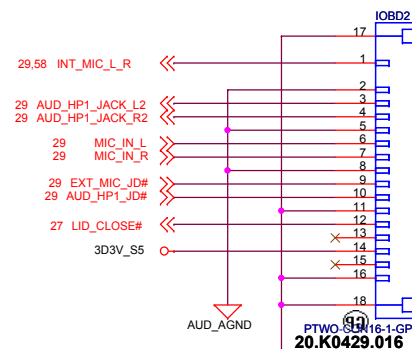 IOBD2
17
29,58 INT_MIC_L_R 1
2
29 AUD_HP1_JACK_L2 3
29 AUD_HP1_JACK_R2 4
5
29 MIC_IN_L 6
29 MIC_IN_R 7
8
29 EXT_MIC_JD# 9
29 AUD_HP1_JD# 10
11
27 LID_CLOSE# 12
13
3D3V_S5 14
15
16
18
AUD_AGND
PTWO-CON16-1-GP
20.K0429.016